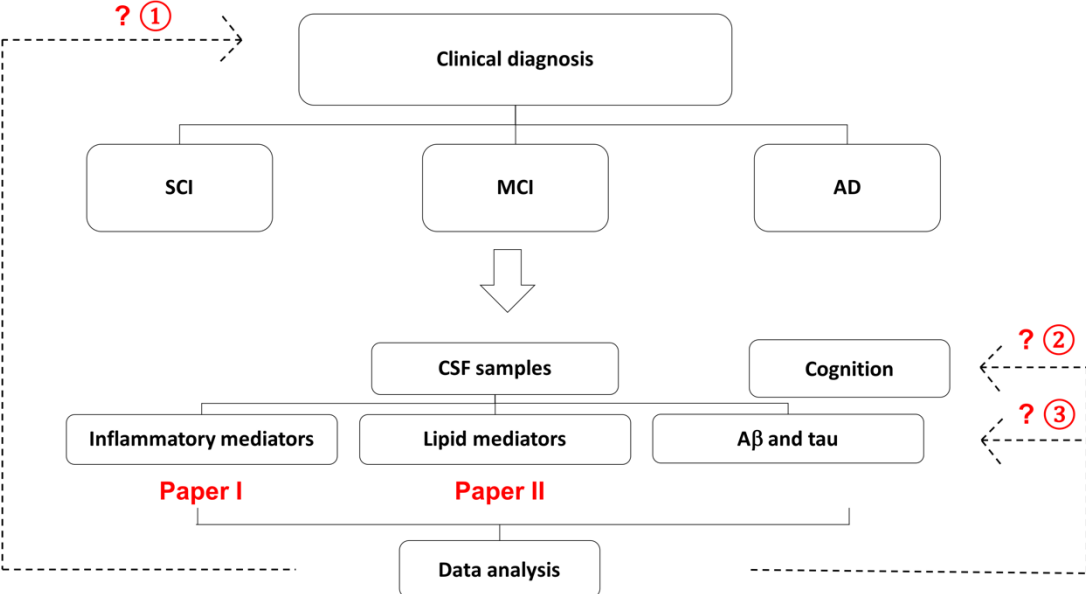 ? ①
Clinical diagnosis
SCI
MCI
AD
CSF samples
Cognition
? ②
Inflammatory mediators
Lipid mediators
Aβ and tau
? ③
Paper I
Paper II
Data analysis